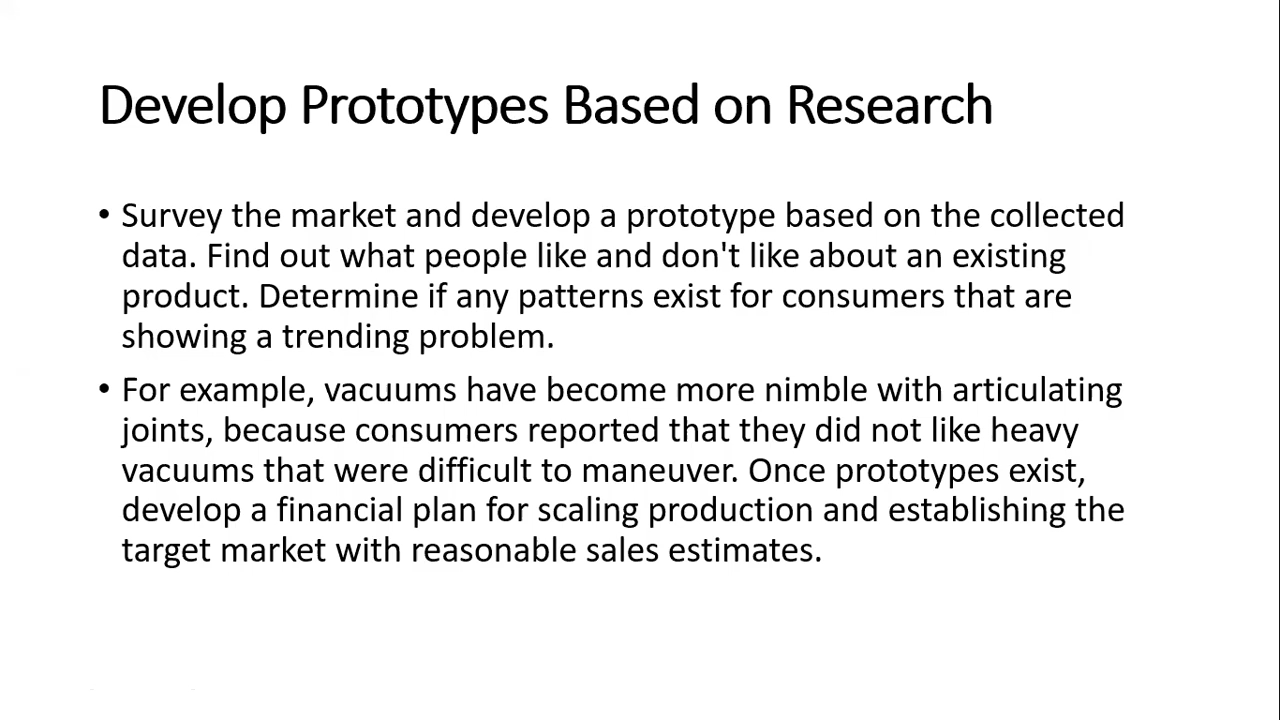 Develop Prototypes Based on Research
• Survey the market and develop a prototype based on the collected
data. Find out what people like and don't like about an existing
product. Determine if any patterns exist for consumers that are
showing a trending problem.
• For example, vacuums have become more nimble with articulating
joints, because consumers reported that they did not like heavy
vacuums that were difficult to maneuver. Once prototypes exist,
develop a financial plan for scaling production and establishing the
target market with reasonable sales estimates.